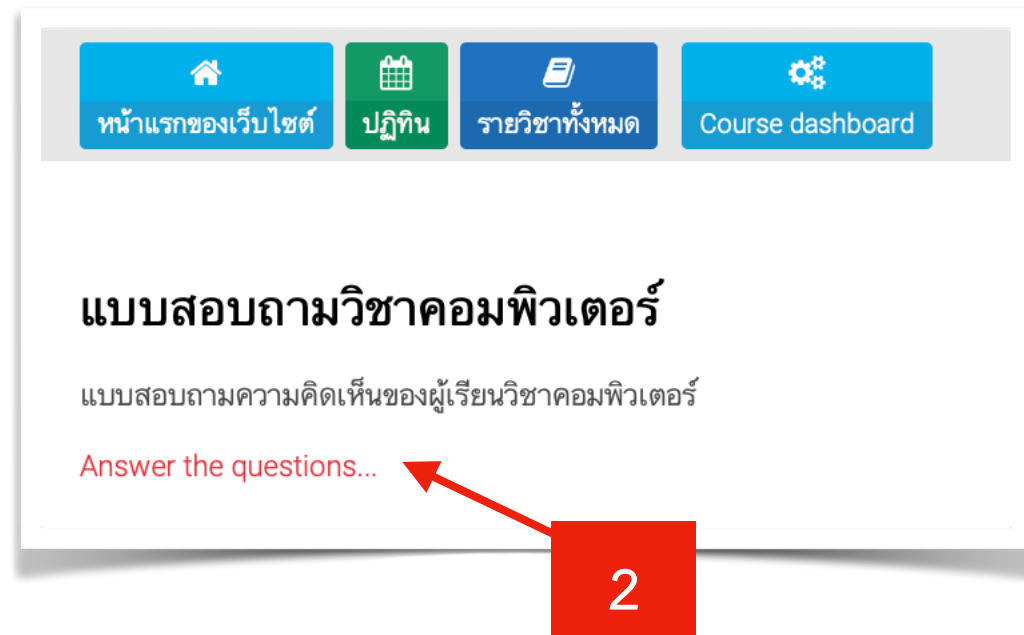 หน้าแรกของเว็บไซต์ ปฏิทิน รายวิชาทั้งหมด Course dashboard
แบบสอบถามวิชาคอมพิวเตอร์
แบบสอบถามความคิดเห็นของผู้เรียนวิชาคอมพิวเตอร์
Answer the questions...
2